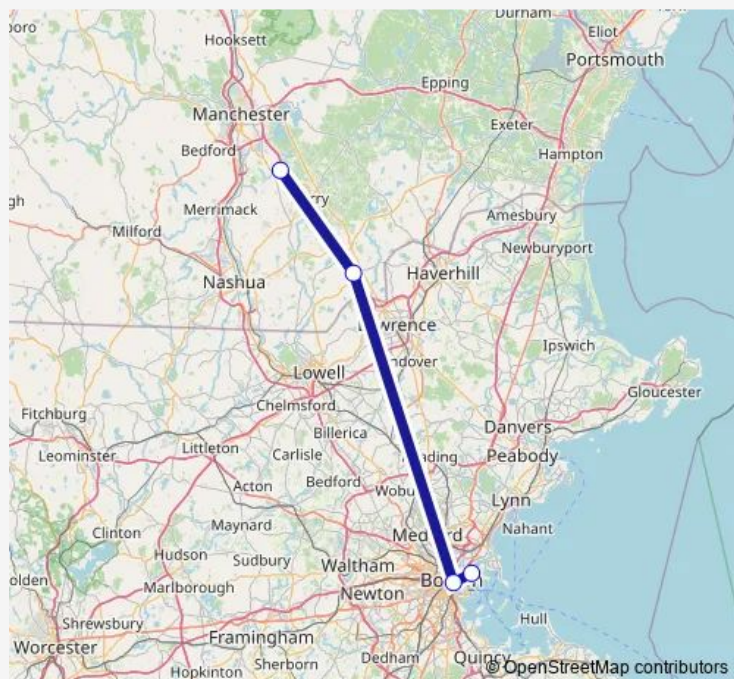 Durham
Eliot
Hooksett
Portsmouth
Epping
Manchester
Exeter
Bedford
Hampton
Merrimack
Amesbury
Milford
Newburyport
Nashua
Haverhill
Ipswich
Lowell
Gloucester
Chelmsford
Fitchburg
Danvers
Billerica
Leominster
Littleton
Carlisle
Peabody
Bedford
Acton
Lynn
Maynard
Nahant
Clinton
Hudson
Sudbury
Waltham
Marlborough
Newton
Shrewsbury
Hull
Framingham
Worcester
Sherborn
Dedham
Quincy
Hopkinton
© OpenStreetMap contributors